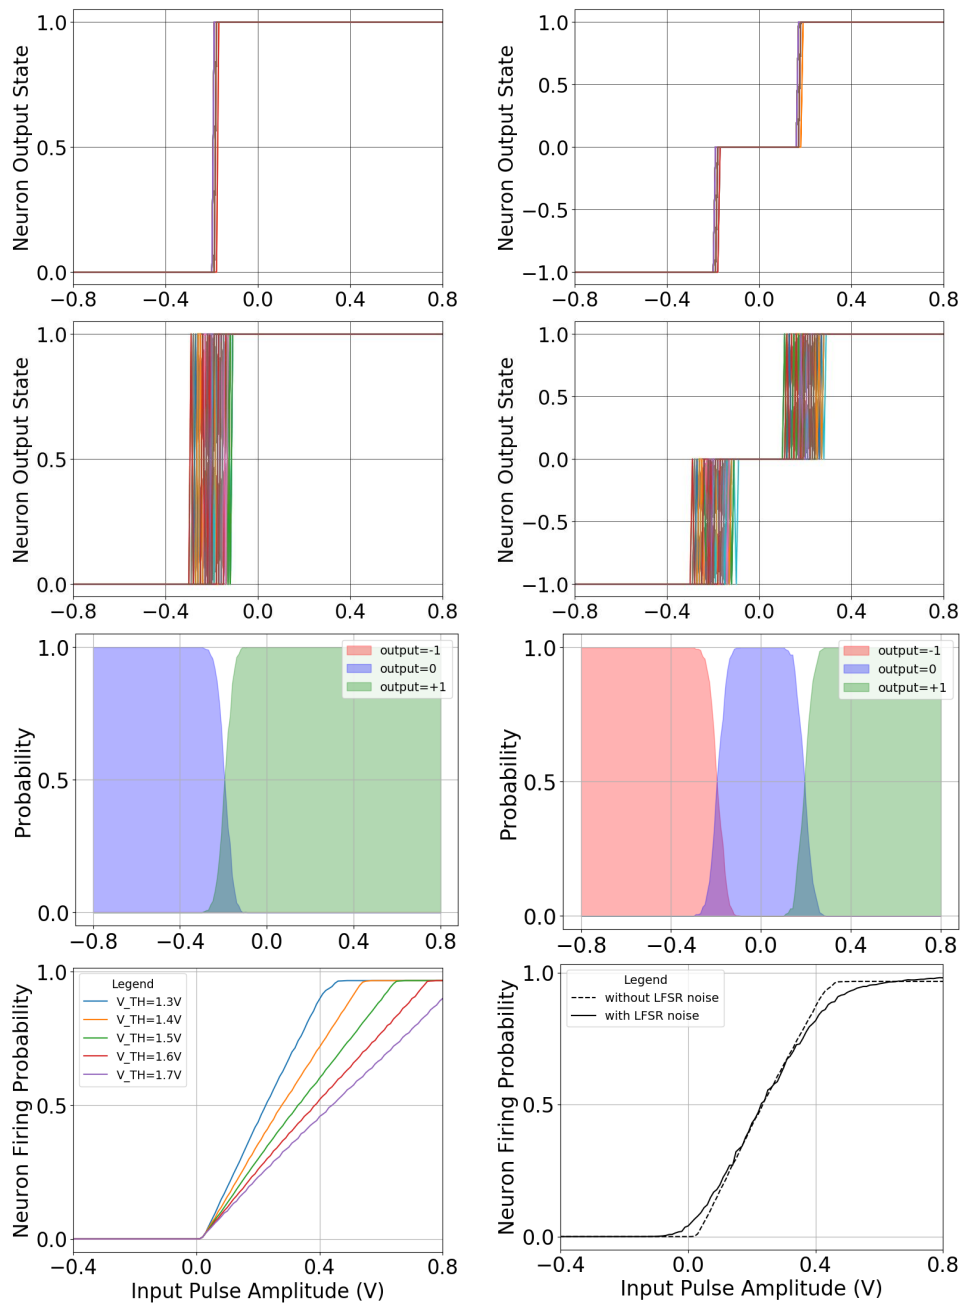 Neuron Output State
1.0
0.5
0.0
−0.8 −0.4 0.0 0.4 0.8
Neuron Output State
1.0
0.5
0.0
−0.5
−1.0
−0.8 −0.4 0.0 0.4 0.8
Neuron Output State
1.0
0.5
0.0
−0.8 −0.4 0.0 0.4 0.8
Neuron Output State
1.0
0.5
0.0
−0.5
−1.0
−0.8 −0.4 0.0 0.4 0.8
Probability
1.0
0.5
0.0
output=-1
output=0
output=+1
−0.8 −0.4 0.0 0.4 0.8
Probability
1.0
0.5
0.0
output=-1
output=0
output=+1
−0.8 −0.4 0.0 0.4 0.8
Neuron Firing Probability
1.0
0.5
0.0
Legend
V_TH=1.3V
V_TH=1.4V
V_TH=1.5V
V_TH=1.6V
V_TH=1.7V
−0.4 0.0 0.4 0.8
Input Pulse Amplitude (V)
Neuron Firing Probability
1.0
0.5
0.0
Legend
without LFSR noise
with LFSR noise
−0.4 0.0 0.4 0.8
Input Pulse Amplitude (V)